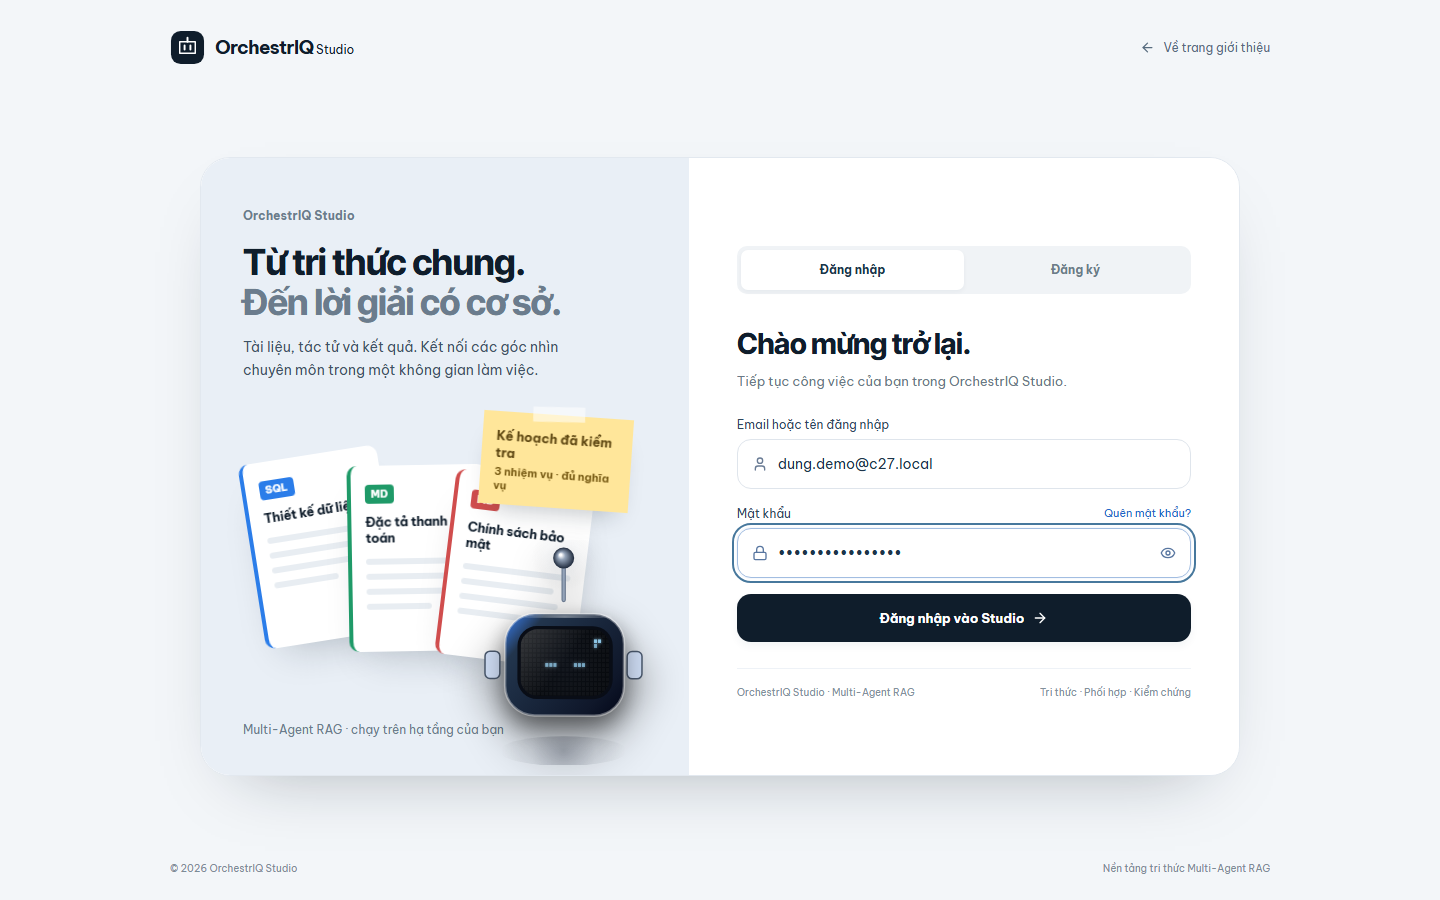 OrchestrIQ Studio
← Về trang giới thiệu
OrchestrIQ Studio
Từ tri thức chung.
Đến lời giải có cơ sở.
Tài liệu, tác tử và kết quả. Kết nối các góc nhìn
chuyên môn trong một không gian làm việc.
Kế hoạch đã kiểm
tra
3 nhiệm vụ · đủ nghĩa
vụ
SQL
Thiết kế dữ liệ
MD
Đặc tả thanh
toán
Chính sách bảo
mật
Multi-Agent RAG · chạy trên hạ tầng của bạn
Đăng nhập
Đăng ký
Chào mừng trở lại.
Tiếp tục công việc của bạn trong OrchestrIQ Studio.
Email hoặc tên đăng nhập
dung.demo@c27.local
Mật khẩu
Quên mật khẩu?
••••••••••••••••
Đăng nhập vào Studio →
OrchestrIQ Studio · Multi-Agent RAG
Tri thức · Phối hợp · Kiểm chứng
© 2026 OrchestrIQ Studio
Nền tảng tri thức Multi-Agent RAG